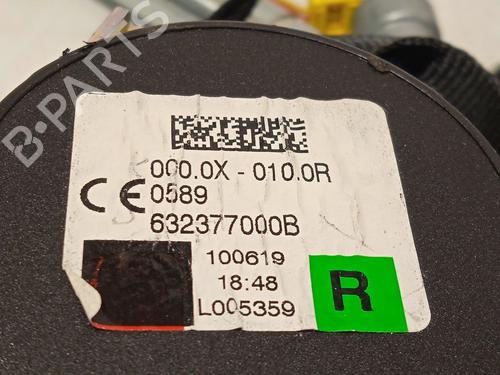 B-PARTS
000.0X - 010.0R
CE 0589
632377000B
100619
18:48
L005359
R